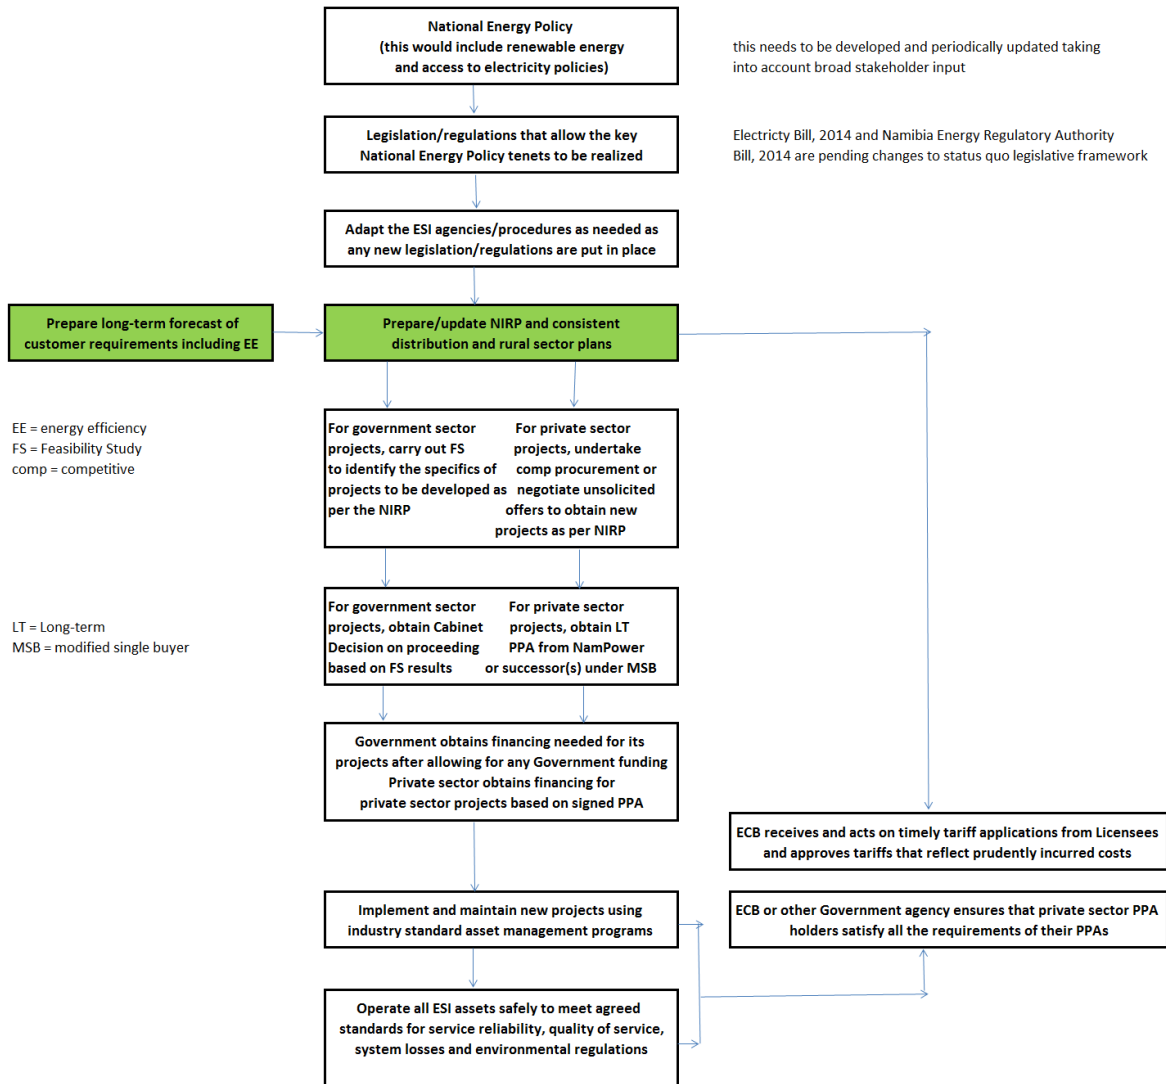 National Energy Policy
(this would include renewable energy
and access to electricity policies)
this needs to be developed and periodically updated taking
into account broad stakeholder input
Legislation/regulations that allow the key
National Energy Policy tenets to be realized
Electricty Bill, 2014 and Namibia Energy Regulatory Authority
Bill, 2014 are pending changes to status quo legislative framework
Adapt the ESI agencies/procedures as needed as
any new legislation/regulations are put in place
Prepare long-term forecast of
customer requirements including EE
Prepare/update NIRP and consistent
distribution and rural sector plans
EE = energy efficiency
FS = Feasibility Study
comp = competitive
For government sector
projects, carry out FS
to identify the specifics of
projects to be developed as
per the NIRP
For private sector
projects, undertake
comp procurement or
negotiate unsolicited
offers to obtain new
projects as per NIRP
LT = Long-term
MSB = modified single buyer
For government sector
projects, obtain Cabinet
Decision on proceeding
based on FS results
For private sector
projects, obtain LT
PPA from NamPower
or successor(s) under MSB
Government obtains financing needed for its
projects after allowing for any Government funding
Private sector obtains financing for
private sector projects based on signed PPA
ECB receives and acts on timely tariff applications from Licensees
and approves tariffs that reflect prudently incurred costs
Implement and maintain new projects using
industry standard asset management programs
ECB or other Government agency ensures that private sector PPA
holders satisfy all the requirements of their PPAs
Operate all ESI assets safely to meet agreed
standards for service reliability, quality of service,
system losses and environmental regulations